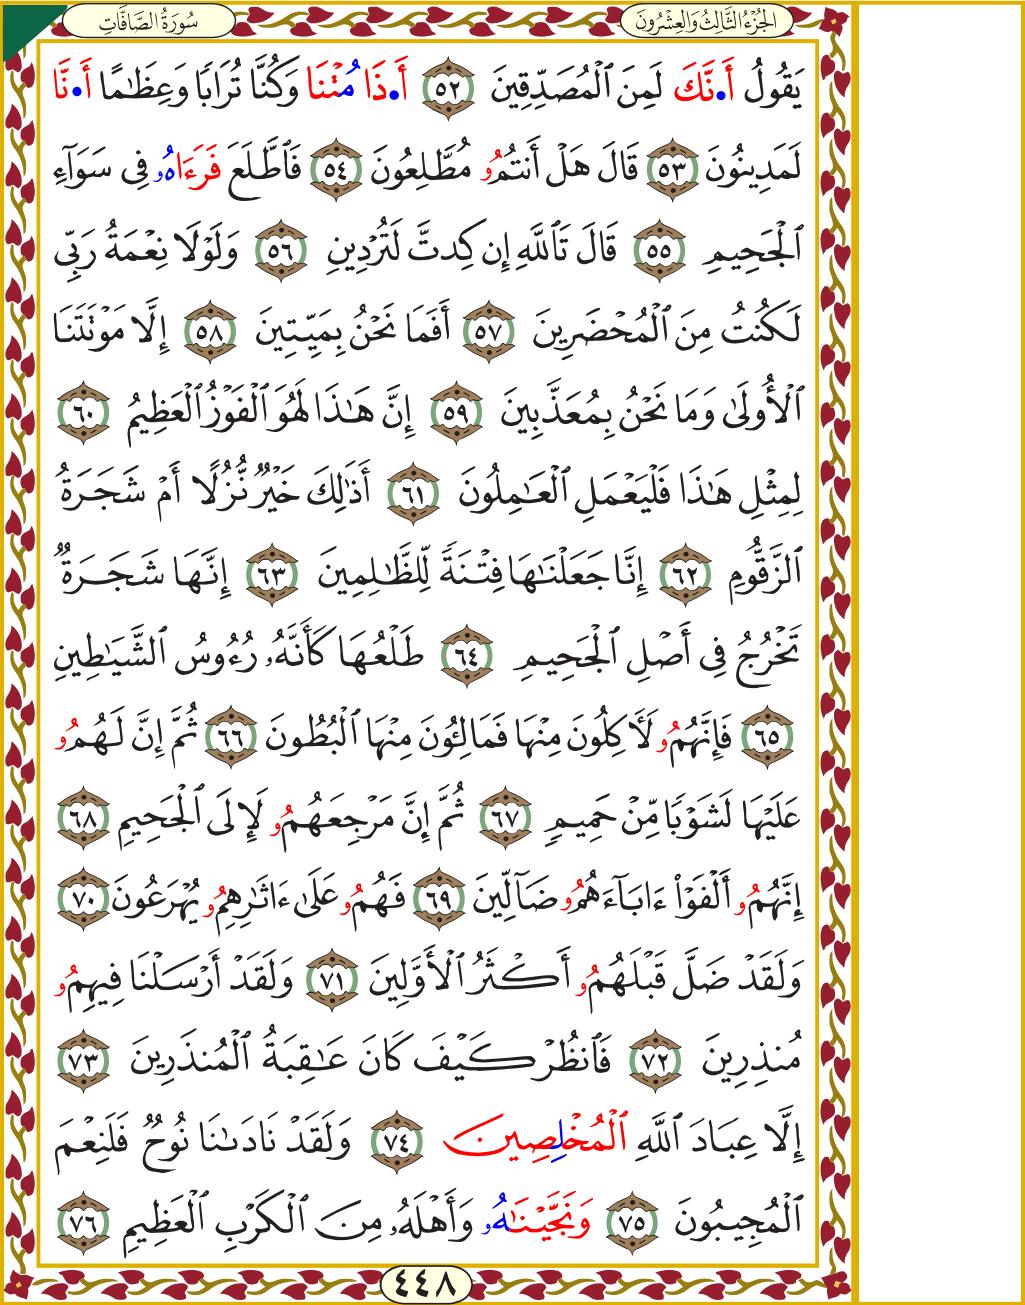 الجُزْءُ الثَّالِثُ وَالعِشْرُونَ
سُورَةُ الصَّافَّاتِ
يَقُولُ أَ•نَّكَ لَمِنَ ٱلْمُصَدِّقِينَ ٥٢ أَ•ذَا مُتْنَا وَكُنَّا تُرَابًا وَعِظَٰمًا أَ•نَّا
لَمَدِينُونَ ٥٣ قَالَ هَلْ أَنتُمُۥ مُّطَّلِعُونَ ٥٤ فَٱطَّلَعَ فَرَءَاهُۥ فِى سَوَآءِ
ٱلْجَحِيمِ ٥٥ قَالَ تَٱللَّهِ إِن كِدتَّ لَتُرْدِينِ ٥٦ وَلَوْلَا نِعْمَةُ رَبِّى
لَكُنتُ مِنَ ٱلْمُحْضَرِينَ ٥٧ أَفَمَا نَحْنُ بِمَيِّتِينَ ٥٨ إِلَّا مَوْتَتَنَا
ٱلْأُولَىٰ وَمَا نَحْنُ بِمُعَذَّبِينَ ٥٩ إِنَّ هَٰذَا لَهُوَ ٱلْفَوْزُ ٱلْعَظِيمُ ٦٠
لِمِثْلِ هَٰذَا فَلْيَعْمَلِ ٱلْعَٰمِلُونَ ٦١ أَذَٰلِكَ خَيْرٌ نُّزُلًا أَمْ شَجَرَةُ
ٱلزَّقُّومِ ٦٢ إِنَّا جَعَلْنَٰهَا فِتْنَةً لِّلظَّٰلِمِينَ ٦٣ إِنَّهَا شَجَرَةٌ
تَخْرُجُ فِى أَصْلِ ٱلْجَحِيمِ ٦٤ طَلْعُهَا كَأَنَّهُۥ رُءُوسُ ٱلشَّيَٰطِينِ
٦٥ فَإِنَّهُمُۥ لَأٓكِلُونَ مِنْهَا فَمَالِـُٔونَ مِنْهَا ٱلْبُطُونَ ٦٦ ثُمَّ إِنَّ لَهُمُۥ
عَلَيْهَا لَشَوْبًا مِّنْ حَمِيمٍ ٦٧ ثُمَّ إِنَّ مَرْجِعَهُمُۥ لَإِلَى ٱلْجَحِيمِ ٦٨
إِنَّهُمُۥ أَلْفَوْا۟ ءَابَآءَهُمُۥ ضَآلِّينَ ٦٩ فَهُمُۥ عَلَىٰ ءَاثَٰرِهِمُۥ يُهْرَعُونَ ٧٠
وَلَقَدْ ضَلَّ قَبْلَهُمُۥ أَكْثَرُ ٱلْأَوَّلِينَ ٧١ وَلَقَدْ أَرْسَلْنَا فِيهِمُۥ
مُنذِرِينَ ٧٢ فَٱنظُرْ كَيْفَ كَانَ عَٰقِبَةُ ٱلْمُنذَرِينَ ٧٣
إِلَّا عِبَادَ ٱللَّهِ ٱلْمُخْلِصِينَ ٧٤ وَلَقَدْ نَادَىٰنَا نُوحٌ فَلَنِعْمَ
ٱلْمُجِيبُونَ ٧٥ وَنَجَّيْنَٰهُۥ وَأَهْلَهُۥ مِنَ ٱلْكَرْبِ ٱلْعَظِيمِ ٧٦
٤٤٨